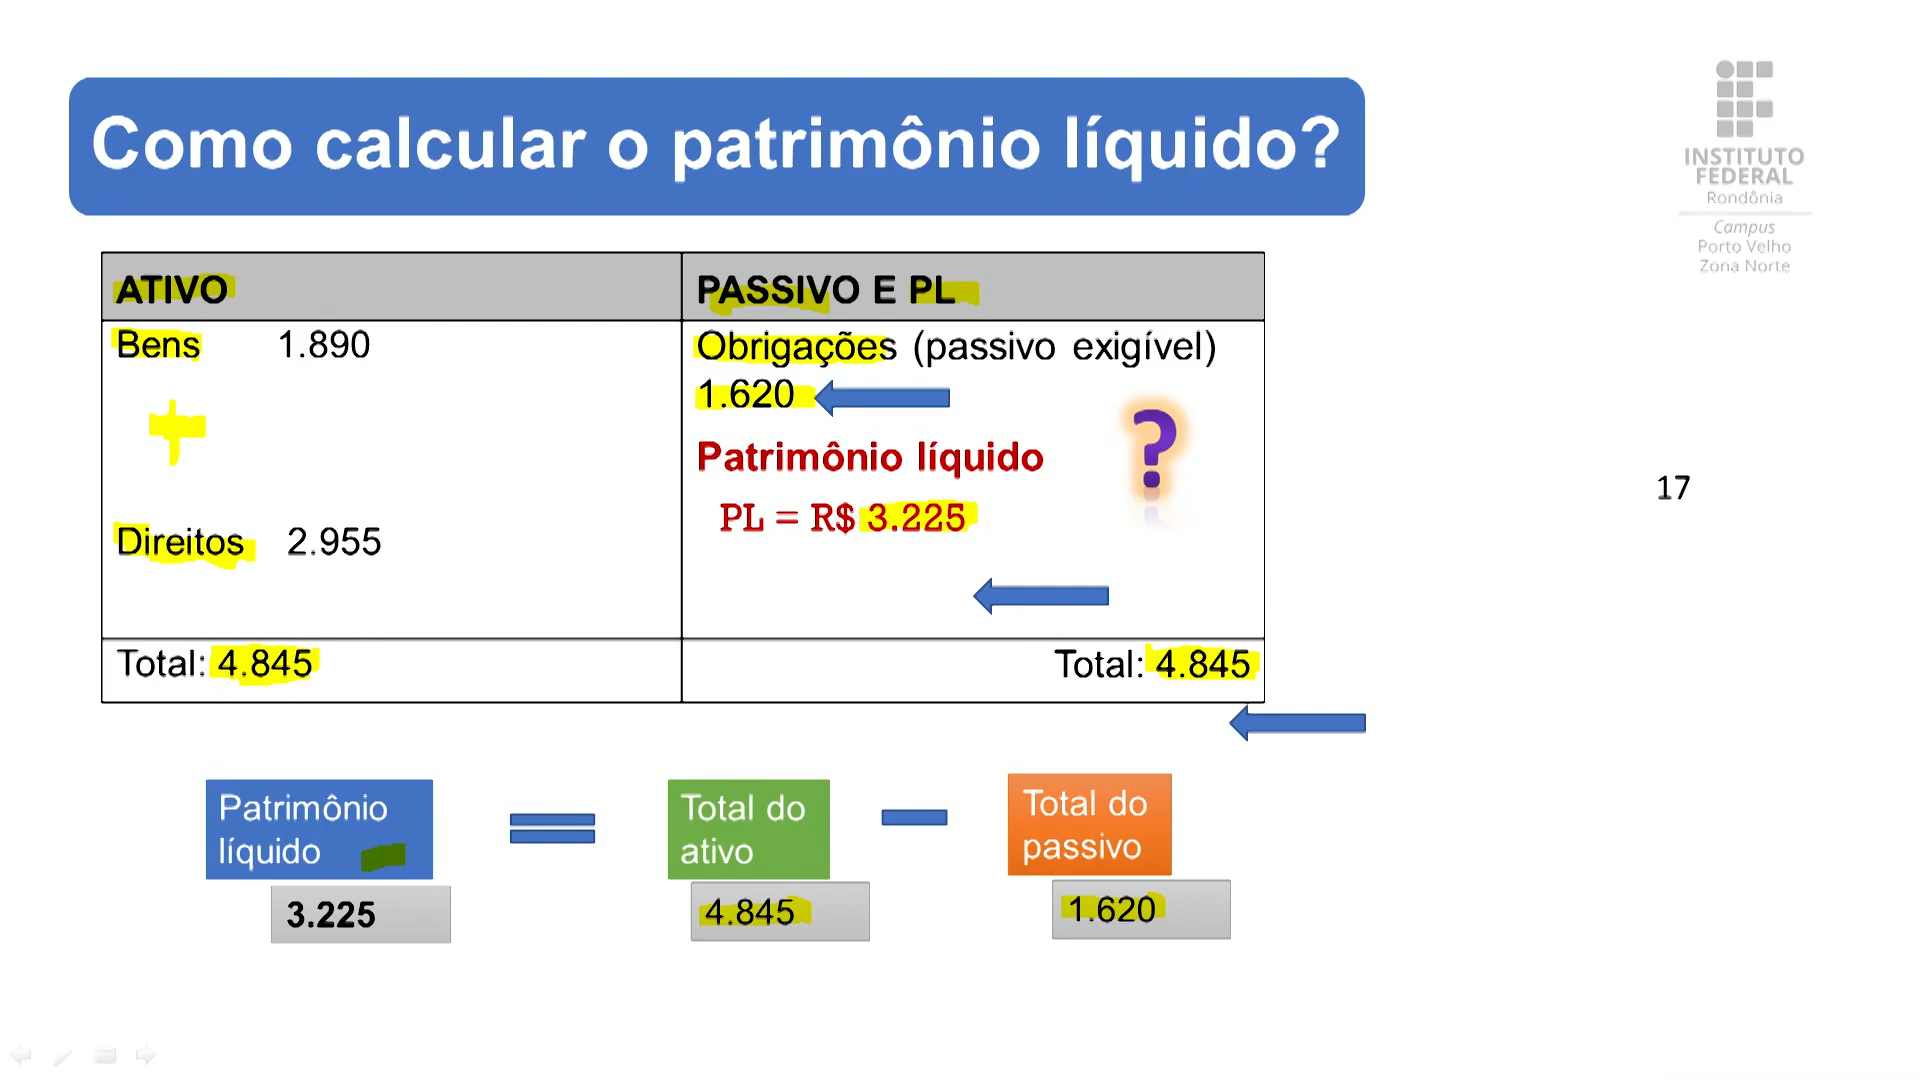 Como calcular o patrimônio líquido?
INSTITUTO
FEDERAL
Rondônia
Campus
Porto Velho
Zona Norte
ATIVO
PASSIVO E PL
Bens 1.890
Direitos 2.955
Obrigações (passivo exigível)
1.620
Patrimônio líquido
PL = R$ 3.225
?
17
Total: 4.845
Total: 4.845
Patrimônio
líquido
3.225
Total do
ativo
4.845
Total do
passivo
1.620